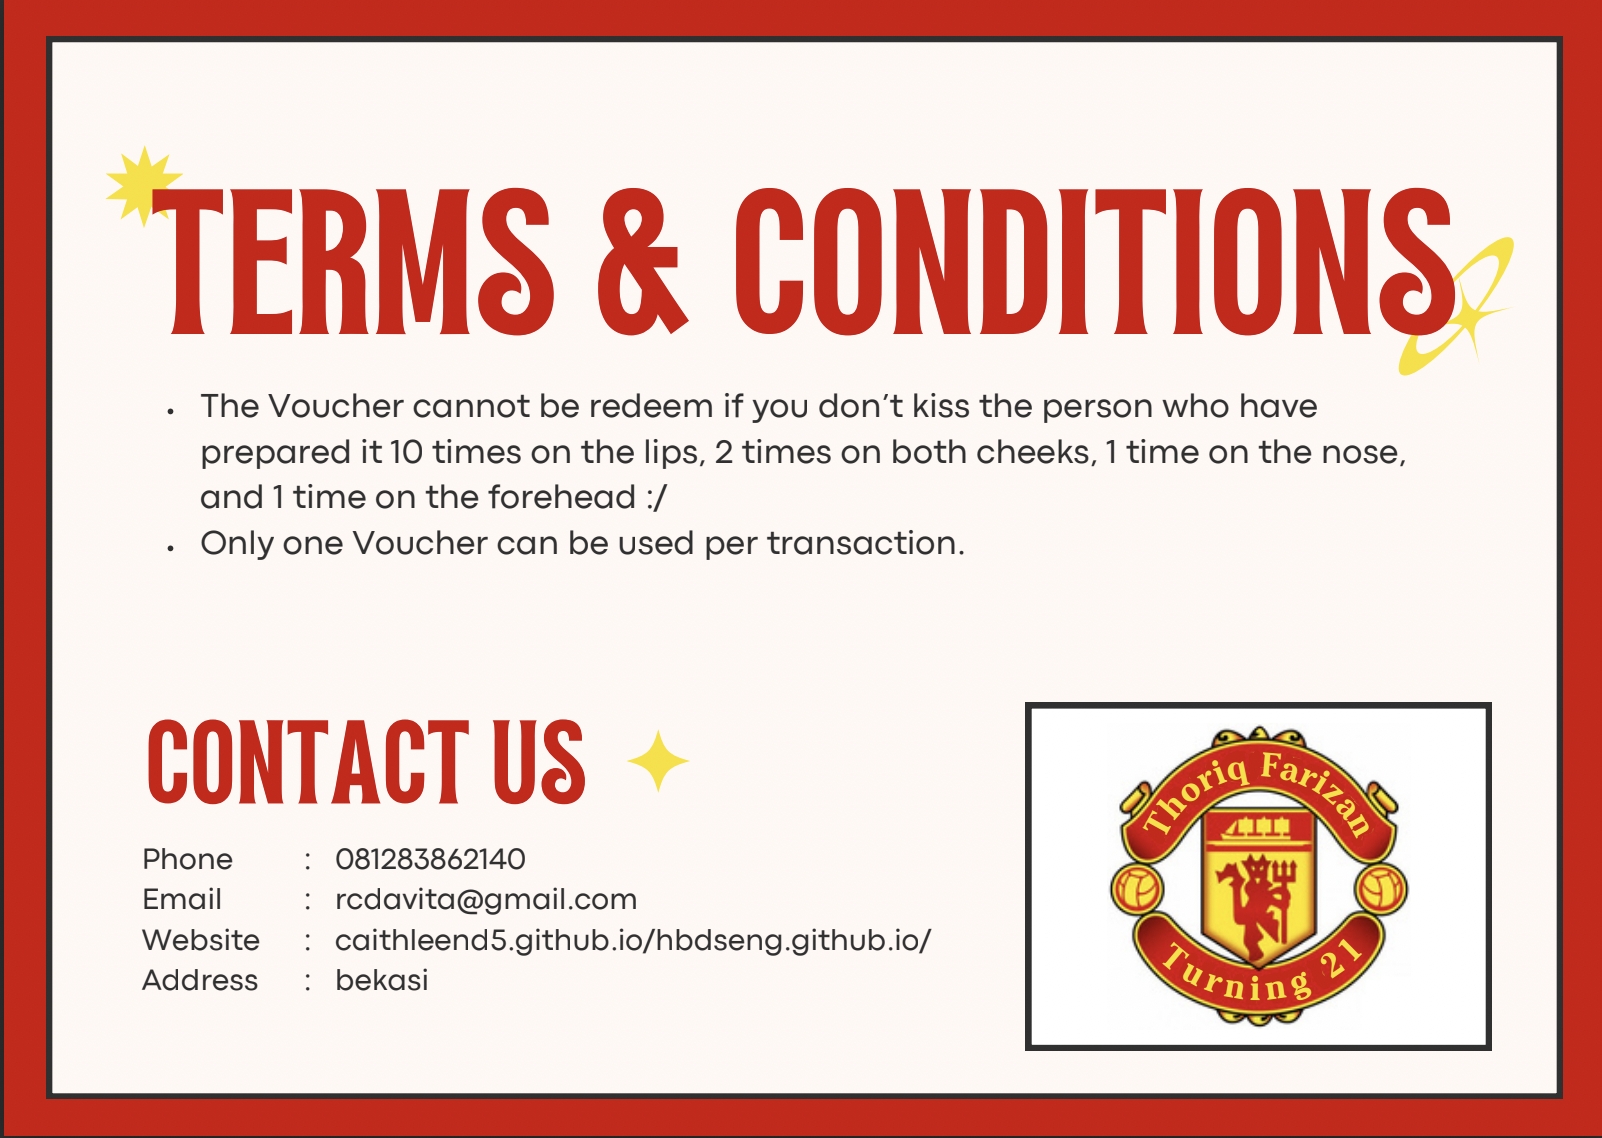 TERMS & CONDITIONS
• The Voucher cannot be redeem if you don’t kiss the person who have
prepared it 10 times on the lips, 2 times on both cheeks, 1 time on the nose,
and 1 time on the forehead :/
• Only one Voucher can be used per transaction.
CONTACT US
Phone : 081283862140
Email : rcdavita@gmail.com
Website : caithleend5.github.io/hbdseng.github.io/
Address : bekasi
Thoriq Farizan
Turning 21